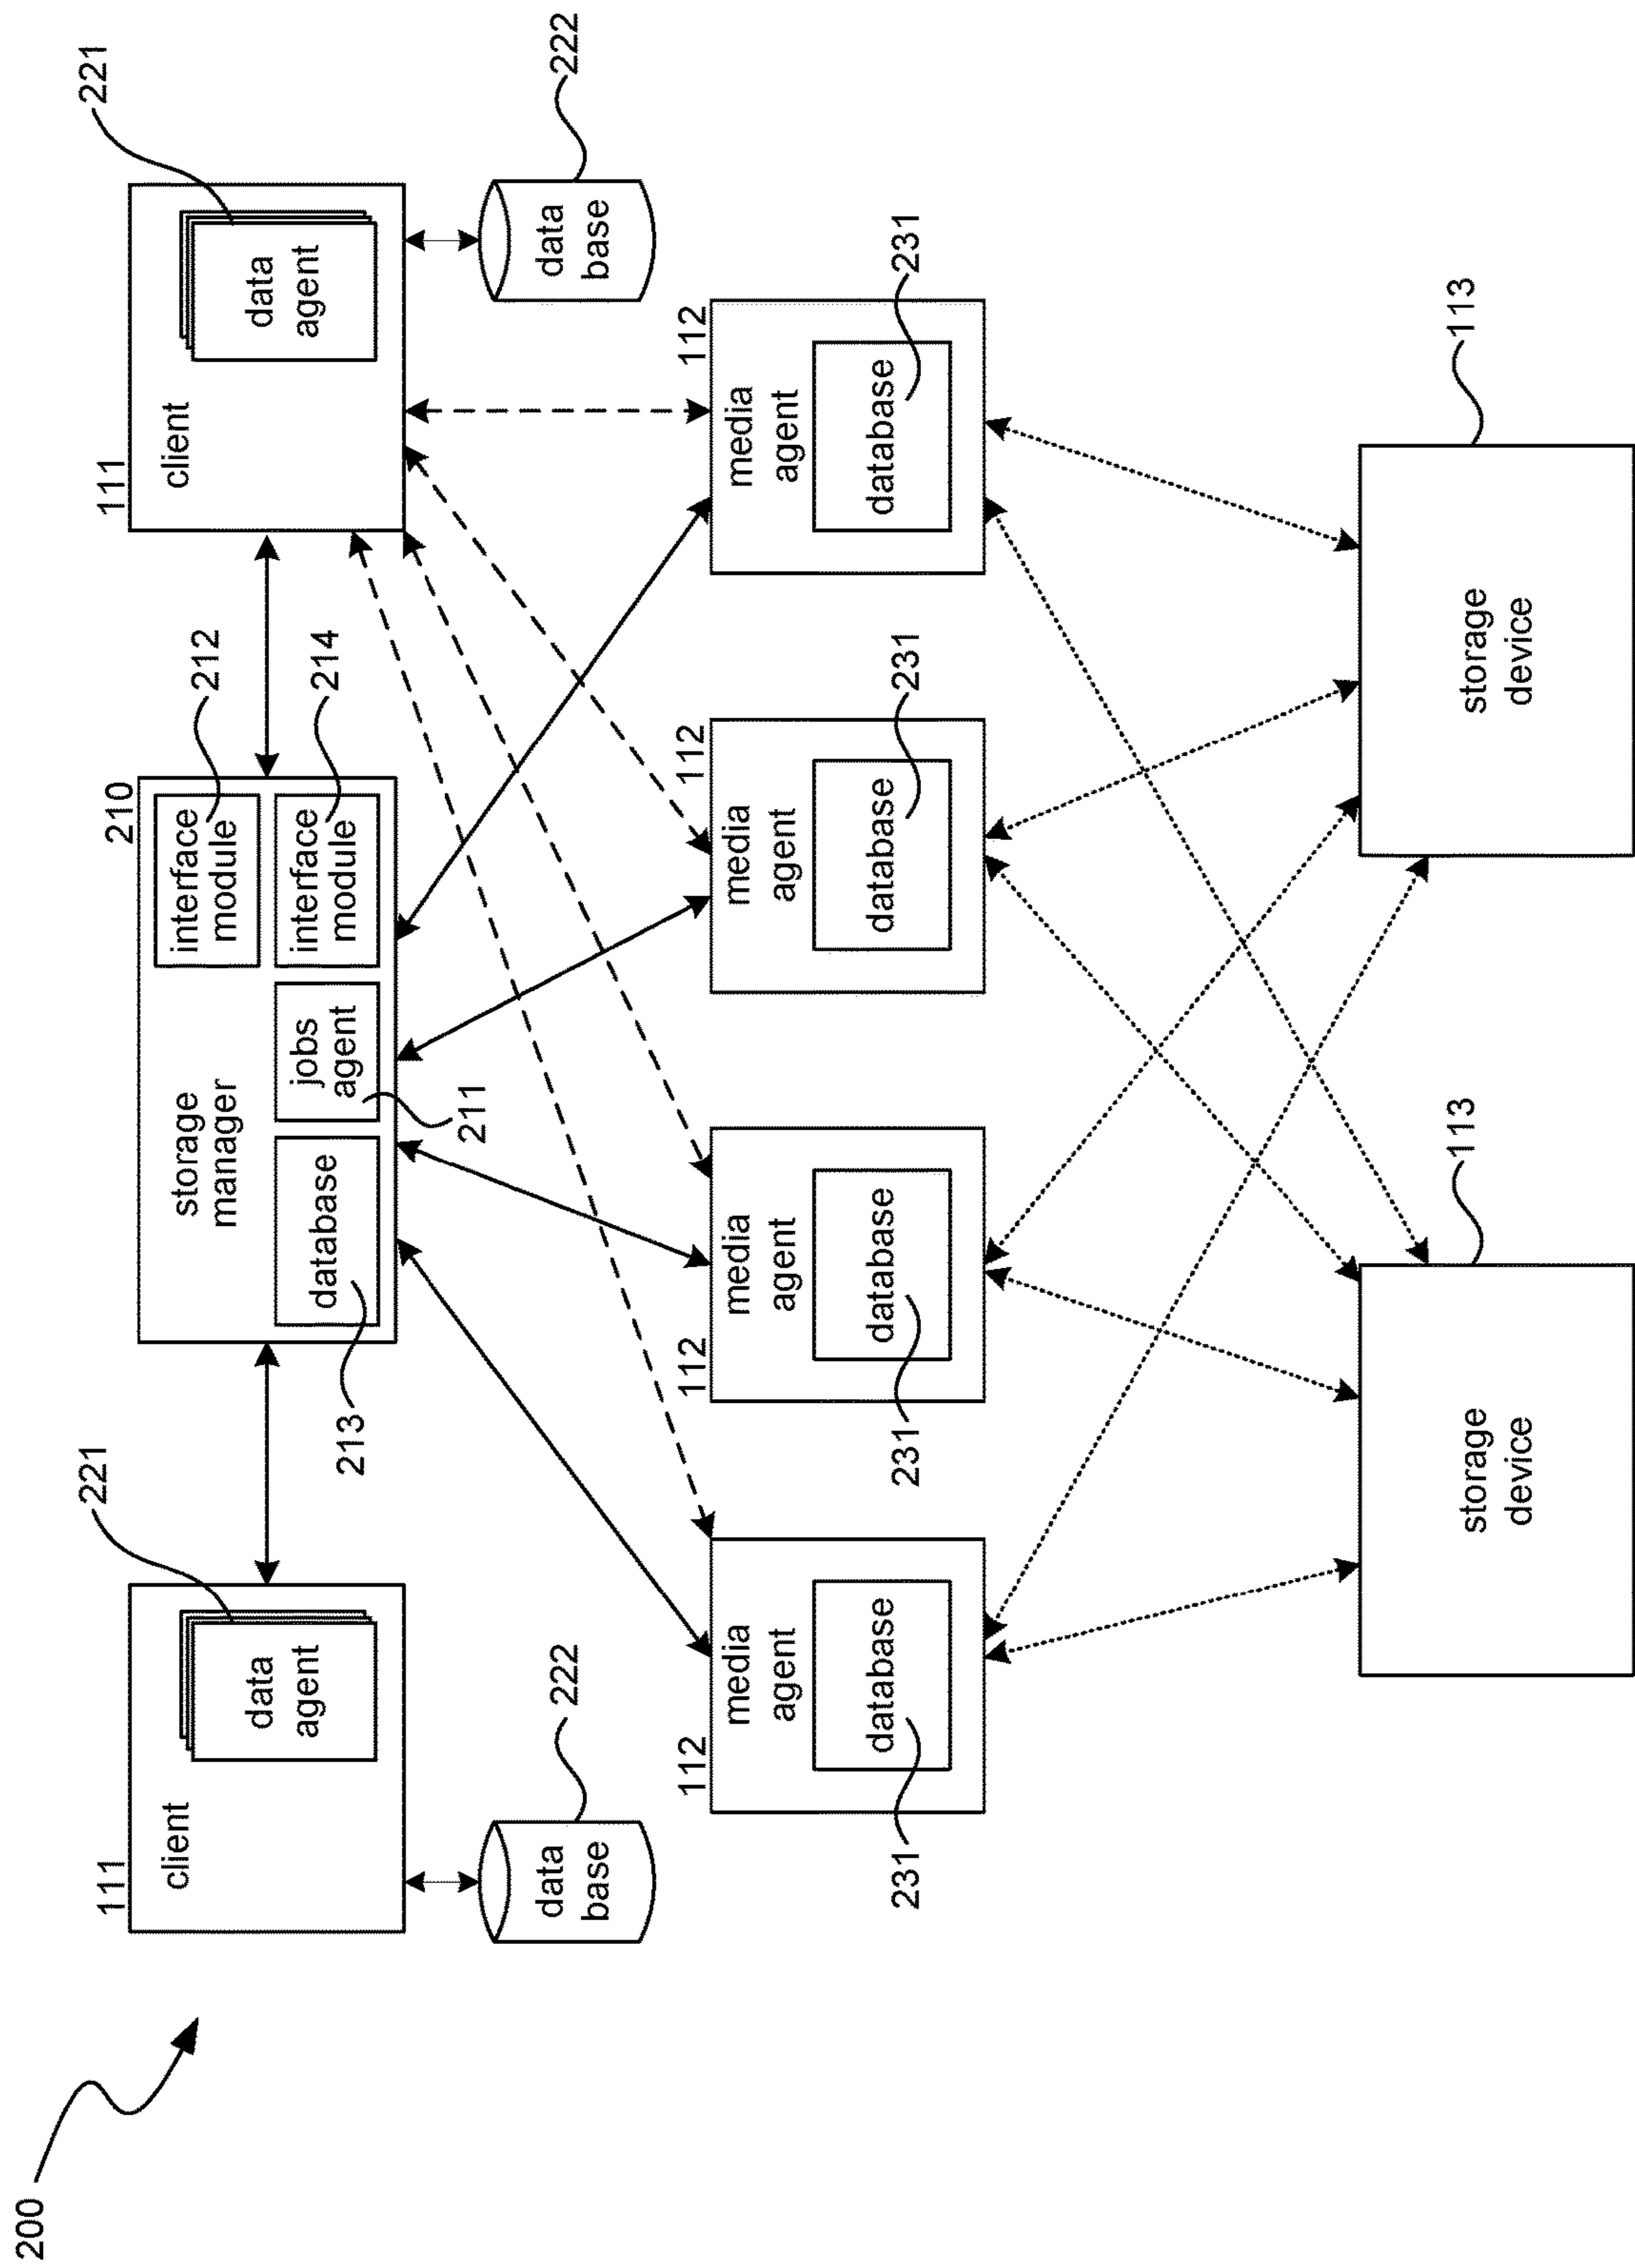 200
111
client
data
agent
221
data
base
222
210
storage
manager
database
213
jobs
agent
211
interface
module
212
interface
module
214
111
client
data
agent
221
data
base
222
112
media
agent
database
231
112
media
agent
database
231
112
media
agent
database
231
112
media
agent
database
231
storage
device
113
storage
device
113